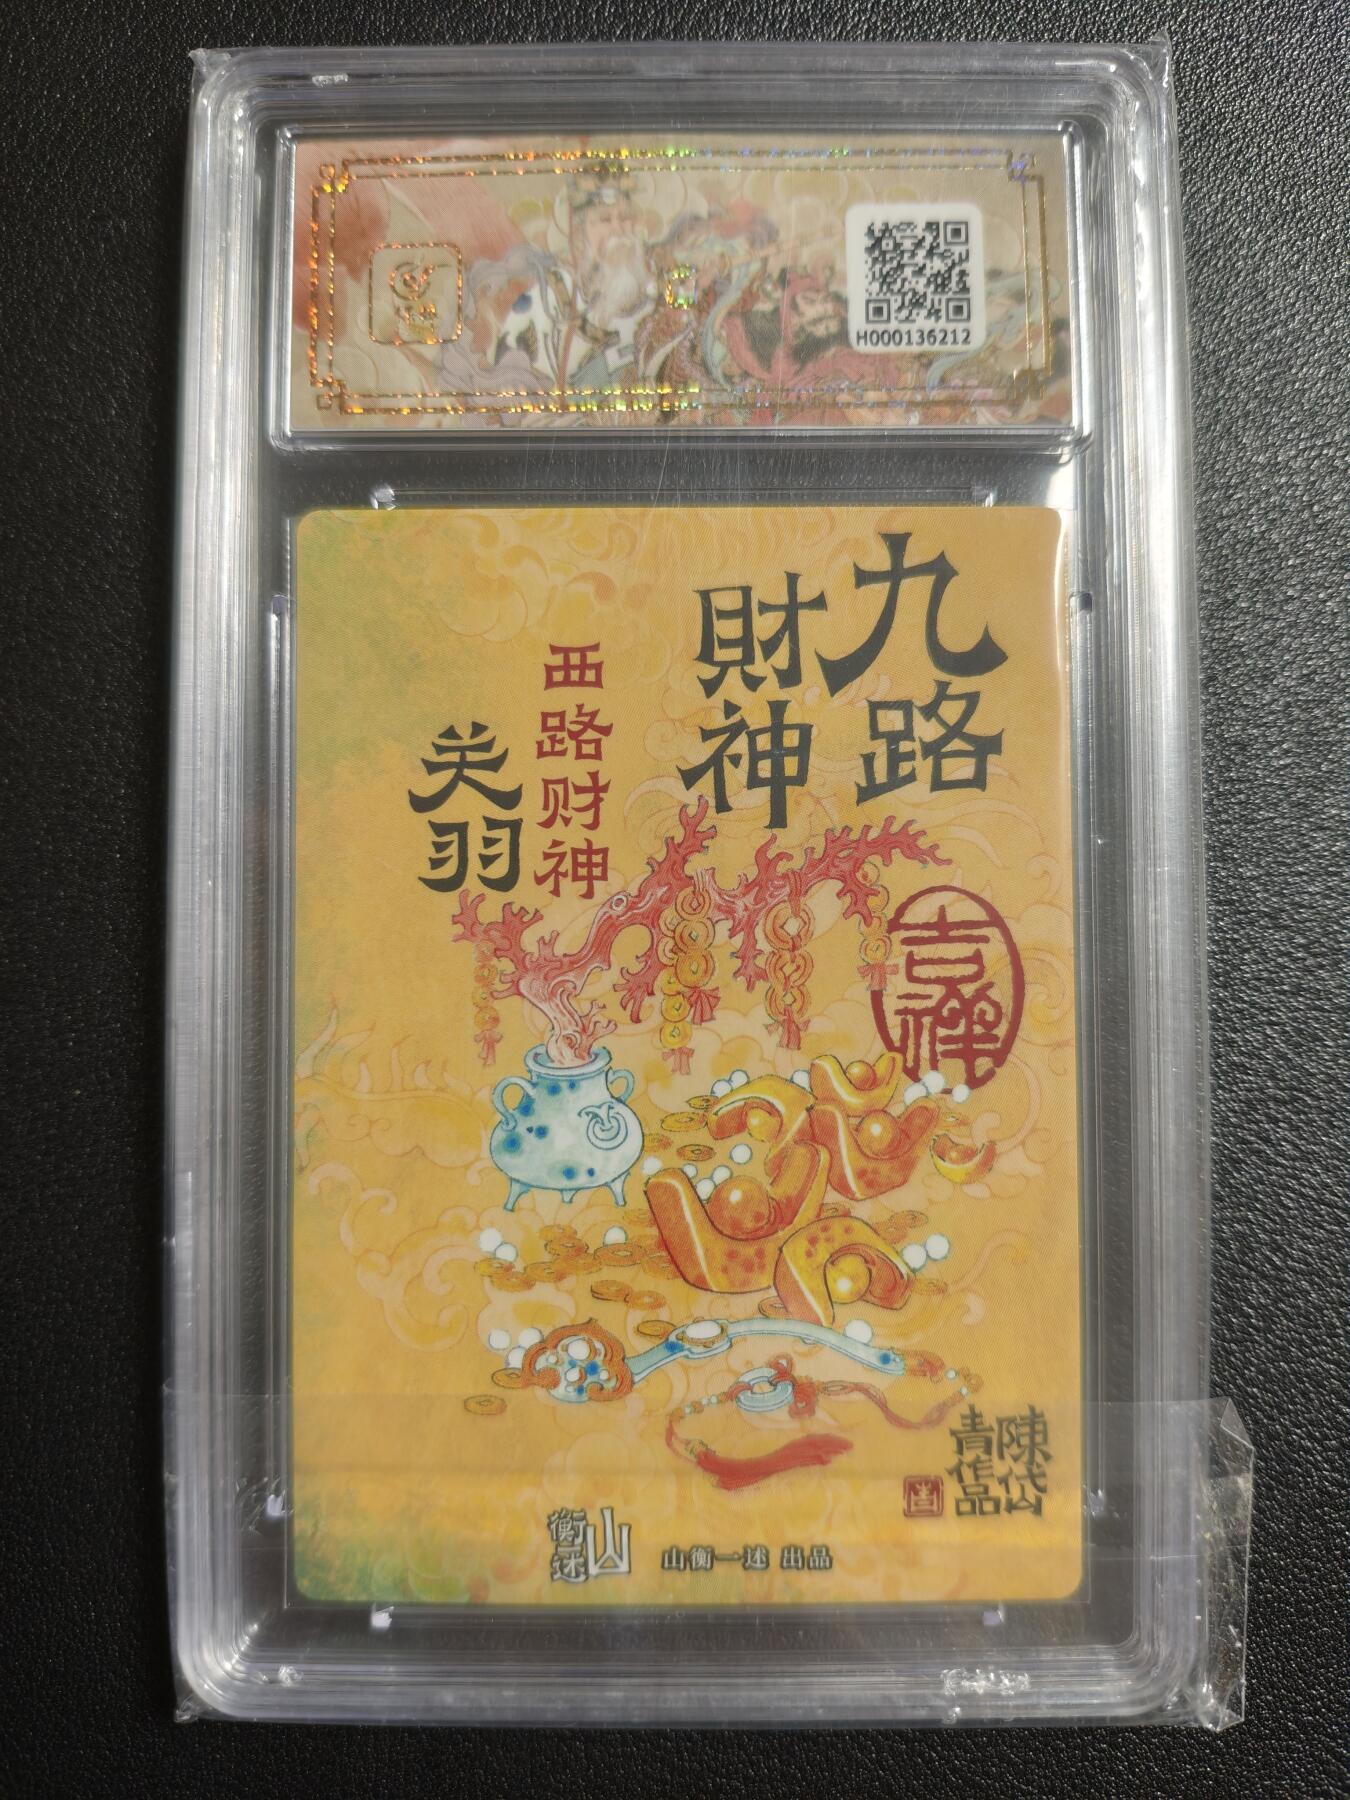 H000136212
九路
財神
西路财神
关羽
吉祥
陳岱
青作品
山衡一述
山衡一述 出品